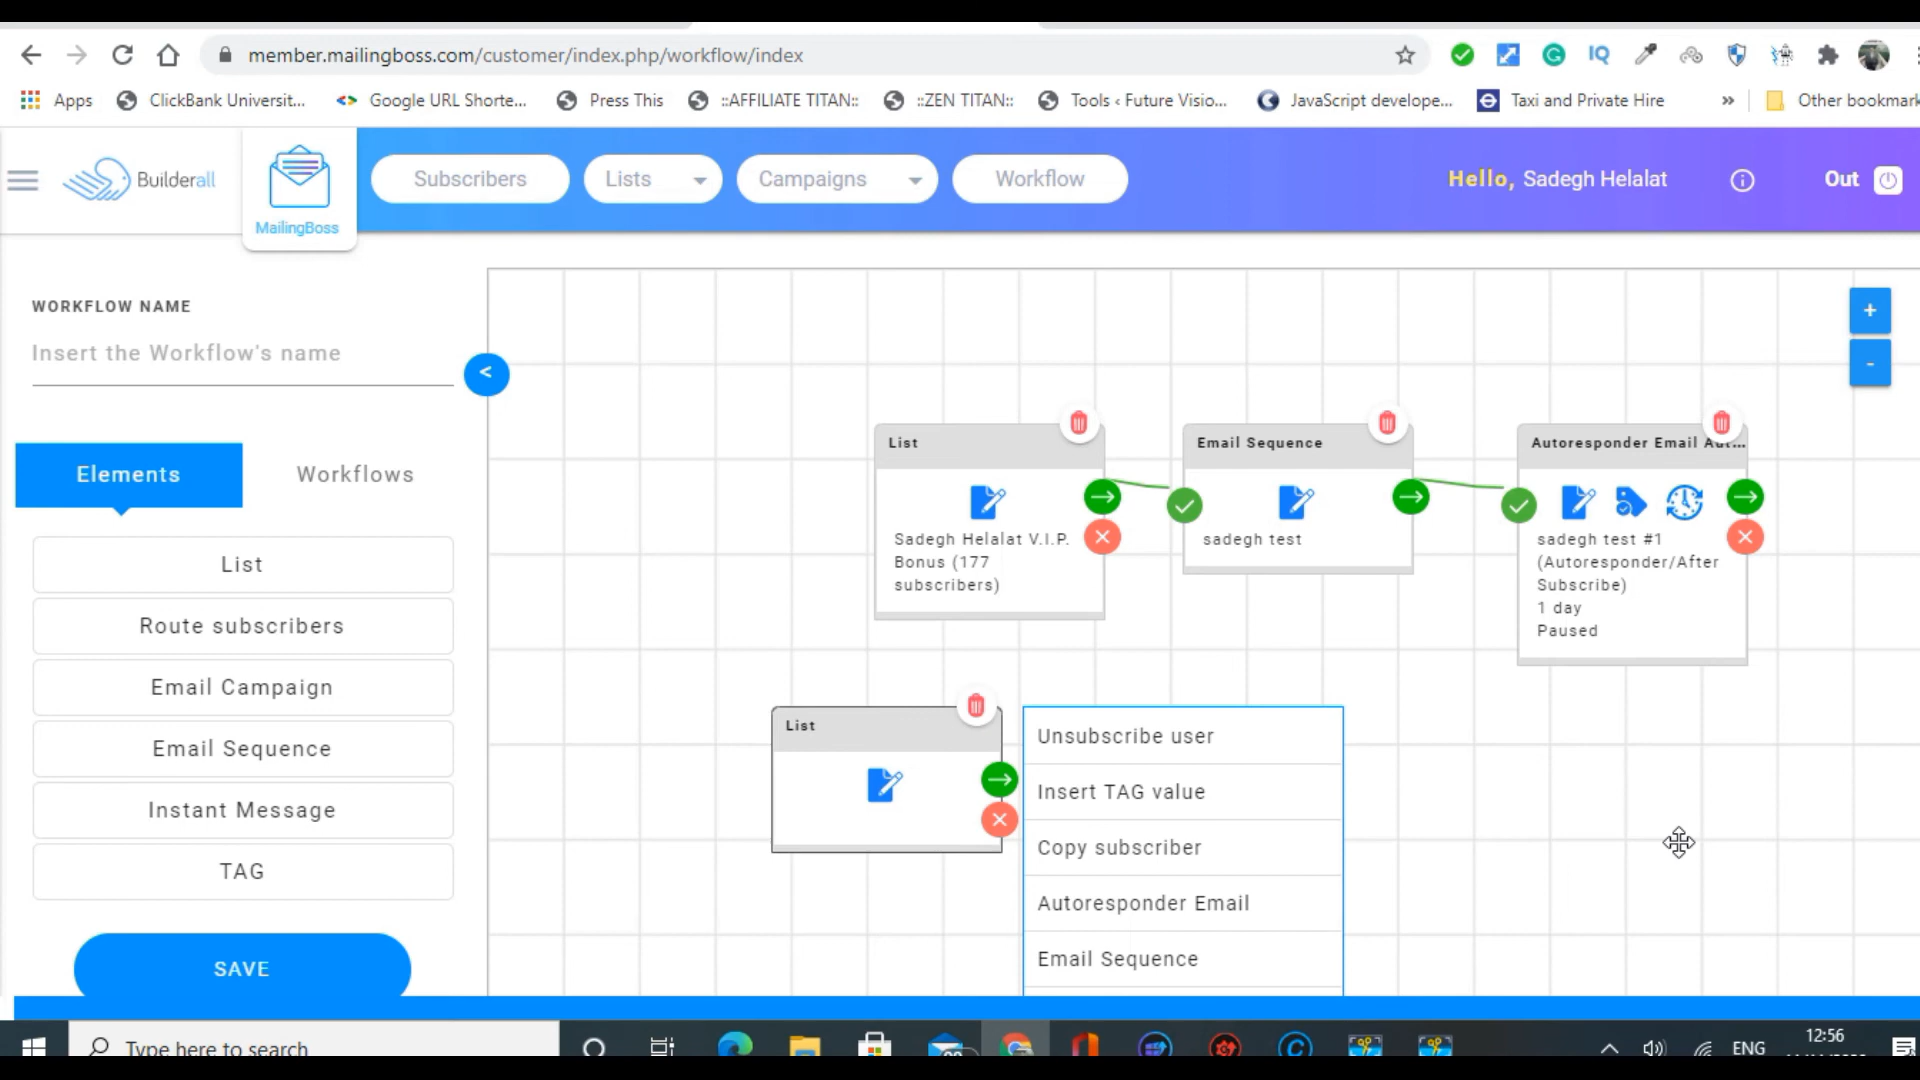 member.mailingboss.com/customer/index.php/workflow/index
Apps
ClickBank Universit...
Google URL Shorte...
Press This
::AFFILIATE TITAN::
::ZEN TITAN::
Tools ‹ Future Visio...
JavaScript develope...
Taxi and Private Hire
»
Other bookmark
Builderall
MailingBoss
Subscribers
Lists
Campaigns
Workflow
Hello, Sadegh Helalat
Out
WORKFLOW NAME
Insert the Workflow's name
<
+
-
Elements
Workflows
List
Route subscribers
Email Campaign
Email Sequence
Instant Message
TAG
SAVE
List
Sadegh Helalat V.I.P.
Bonus (177
subscribers)
Email Sequence
sadegh test
Autoresponder Email Aut...
sadegh test #1
(Autoresponder/After
Subscribe)
1 day
Paused
List
Unsubscribe user
Insert TAG value
Copy subscriber
Autoresponder Email
Email Sequence
Type here to search
ENG
12:56